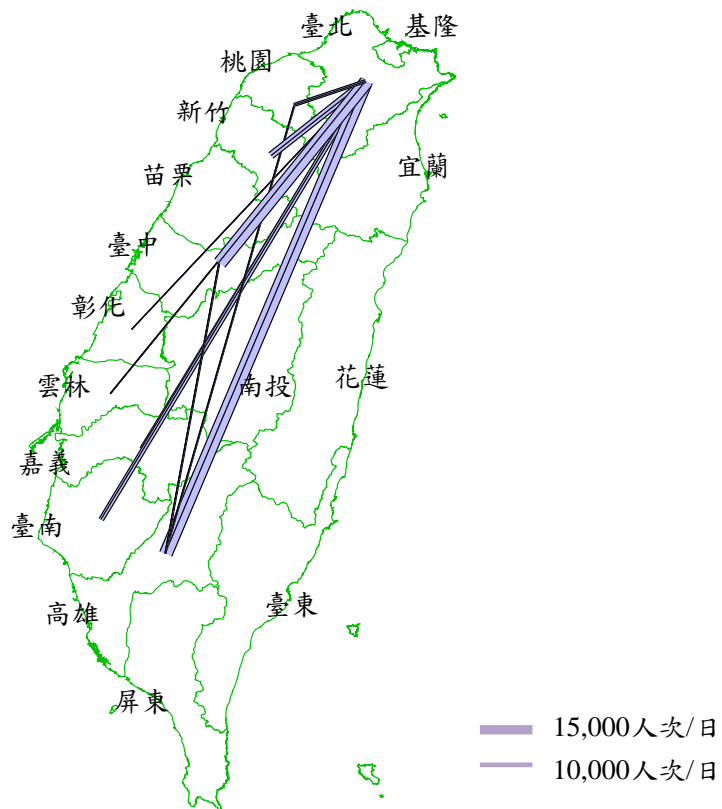 臺北
基隆
桃園
新竹
宜蘭
苗栗
臺中
彰化
雲林
南投
花蓮
嘉義
臺南
高雄
臺東
屏東
15,000人次/日
10,000人次/日